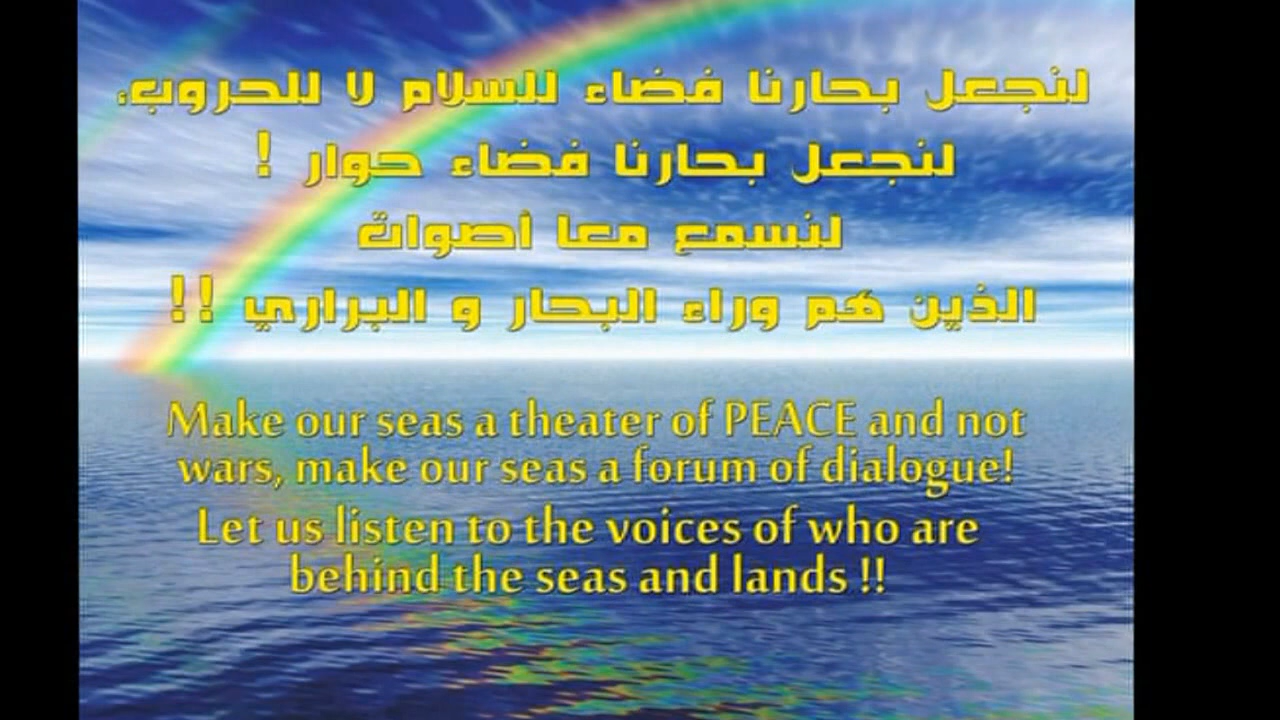 لنجعل بحارنا فضاء للسلام لا للحروب،
لنجعل بحارنا فضاء حوار !
لنسمع معا أصوات
الذين هم وراء البحار و البراري !!
Make our seas a theater of PEACE and not
wars, make our seas a forum of dialogue!
Let us listen to the voices of who are
behind the seas and lands !!